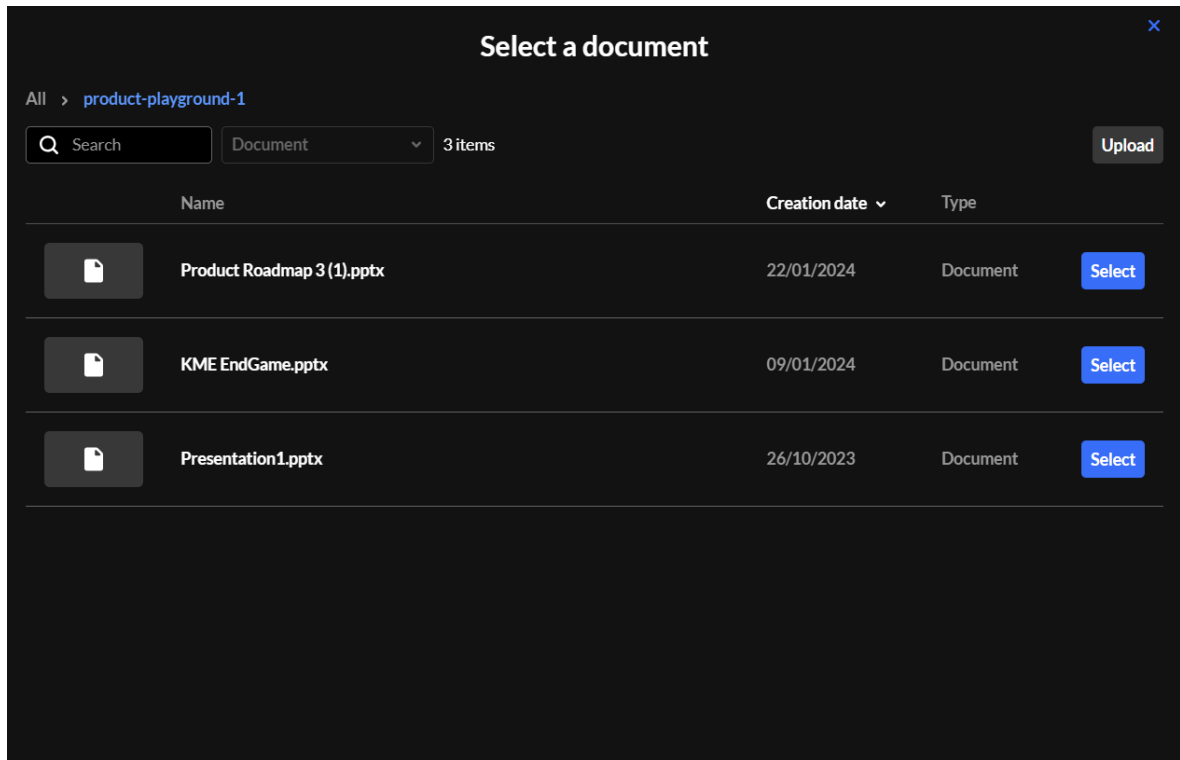 Select a document
All > product-playground-1
Search Document 3 items Upload
Name Creation date Type
Product Roadmap 3 (1).pptx 22/01/2024 Document Select
KME EndGame.pptx 09/01/2024 Document Select
Presentation1.pptx 26/10/2023 Document Select